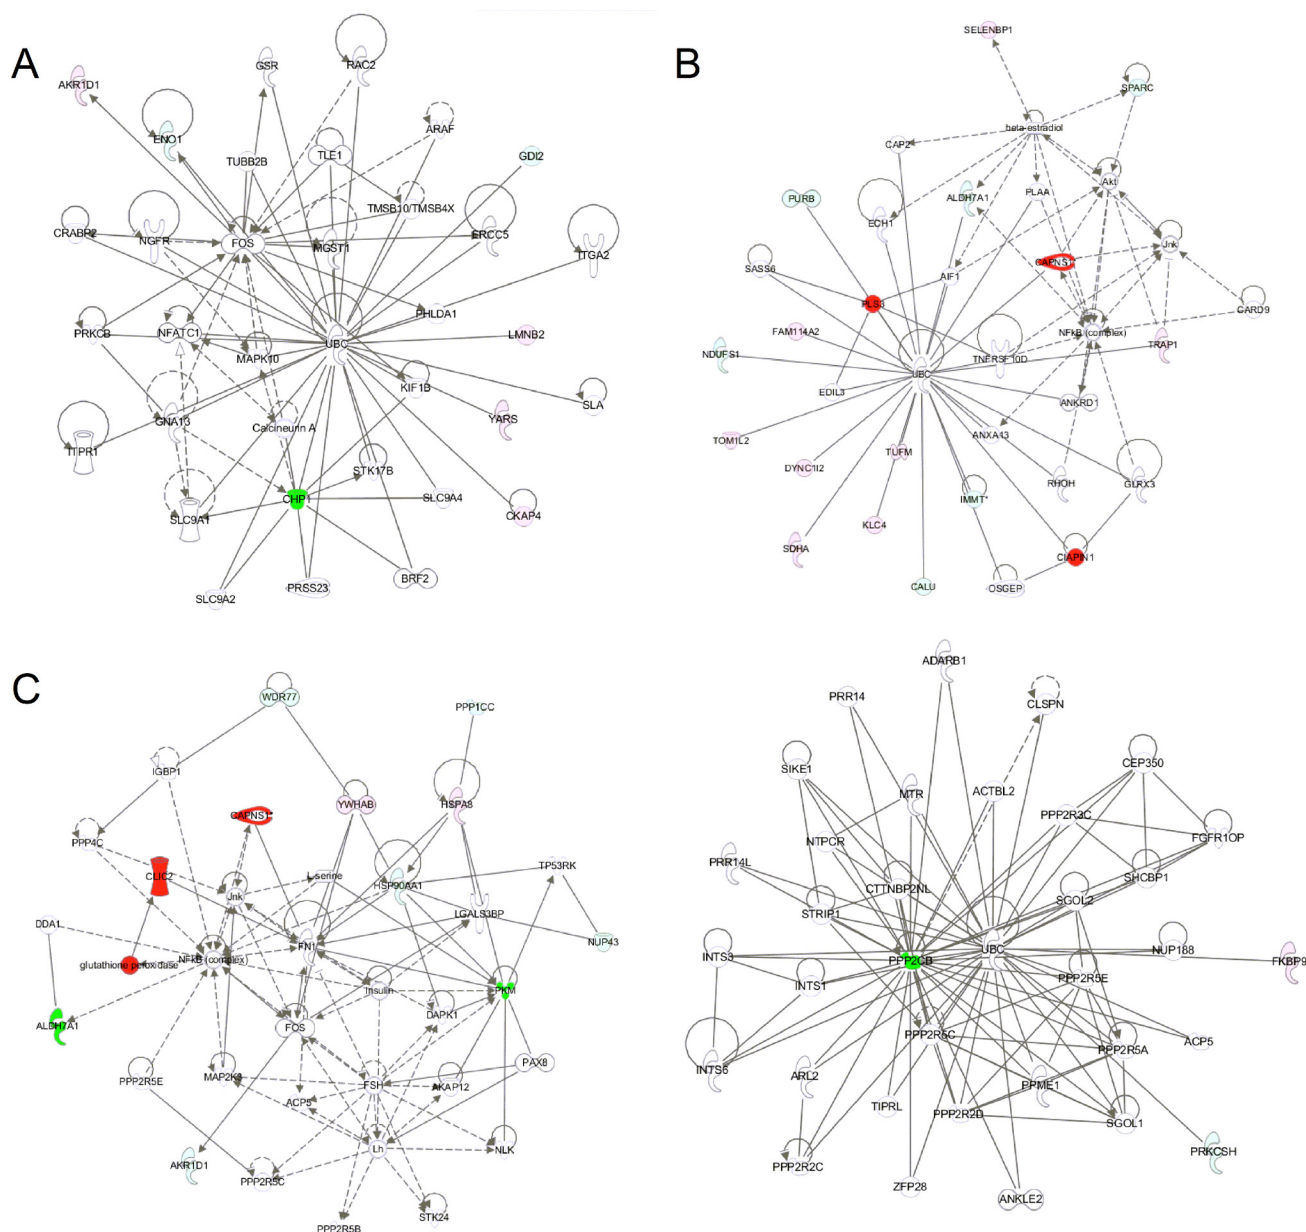 A
AKR1D1
GSR
RAC2
ENO1
TUBB2B
TLE1
ARAF
GDI2
TMSB10/TMSB4X
CRABP2
NGFR
FOS
MGST1
ERCC5
ITGA2
PRKCB
NFATC1
UBC
PHLDA1
LMNB2
MAPK10
KIF1B
SLA
GNA13
Calcineurin A
YARS
ITPR1
STK17B
CHP1
SLC9A4
SLC9A1
CKAP4
SLC9A2
PRSS23
BRF2
B
SELENBP1
SPARC
beta-estradiol
CAP2
Akt
PURB
ALDH7A1
PLAA
ECH1
Jnk
CAPNS1*
SASS6
AIF1
PLS3
CARD9
FAM114A2
NFkB (complex)
TRAP1
NDUFS1
TNFRSF10D
UBC
EDIL3
ANKRD1
TOM1L2
ANXA13
DYNC1I2
TUFM
RHOH
GLRX3
IMMT*
KLC4
SDHA
CIAPIN1
CALU
OSGEP
C
WDR77
PPP1CC
IGBP1
YWHAB
HSPA8
CAPNS1*
PPP4C
CLIC2
L-serine
TP53RK
Jnk
HSP90AA1
LGALS3BP
DDA1
FN1
NUP43
NFkB (complex)
glutathione peroxidase
Insulin
PKM
ALDH7A1
FOS
DAPK1
PAX8
PPP2R5E
MAP2K3
FSH
AKAP12
ACP5
AKR1D1
Lh
NLK
PPP2R5C
STK24
PPP2R5B
ADARB1
PRR14
CLSPN
SIKE1
CEP350
MTR
ACTBL2
PPP2R3C
NTPCR
FGFR1OP
PRR14L
SHCBP1
CTTNBP2NL
SGOL2
STRIP1
INTS3
UBC
NUP188
PPP2CB
FKBP9
INTS1
PPP2R5E
PPP2R5C
PPP2R5A
ACP5
INTS6
ARL2
PPME1
TIPRL
PPP2R2D
SGOL1
PRKCSH
PPP2R2C
ZFP28
ANKLE2